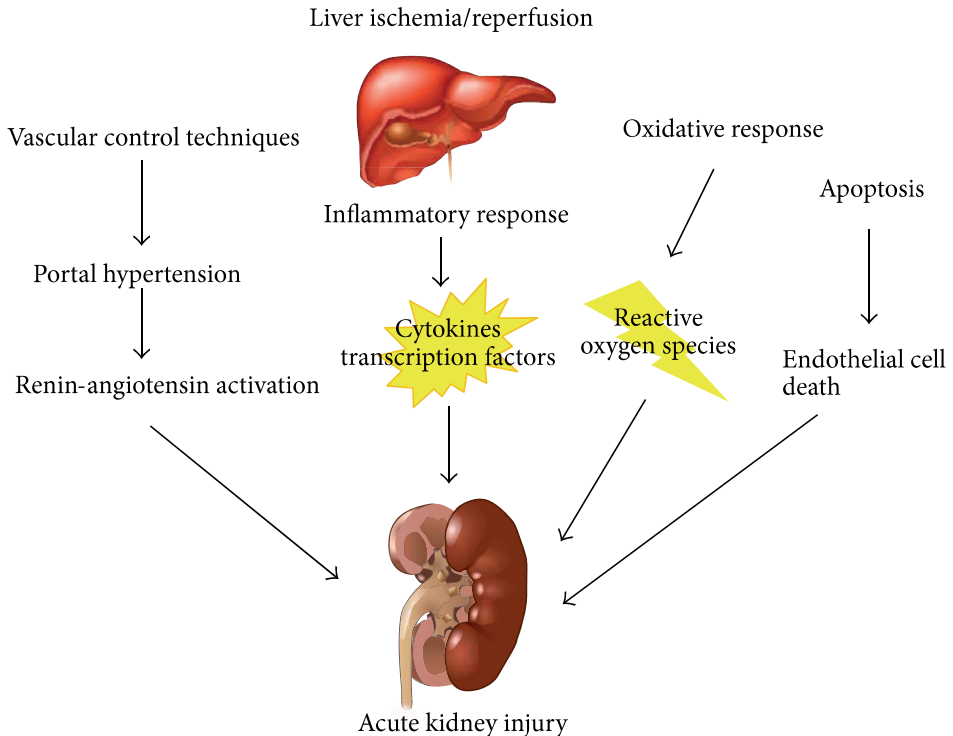 Liver ischemia/reperfusion
Vascular control techniques
Oxidative response
Apoptosis
Inflammatory response
Portal hypertension
Cytokines
transcription factors
Reactive
oxygen species
Endothelial cell
death
Renin-angiotensin activation
Acute kidney injury